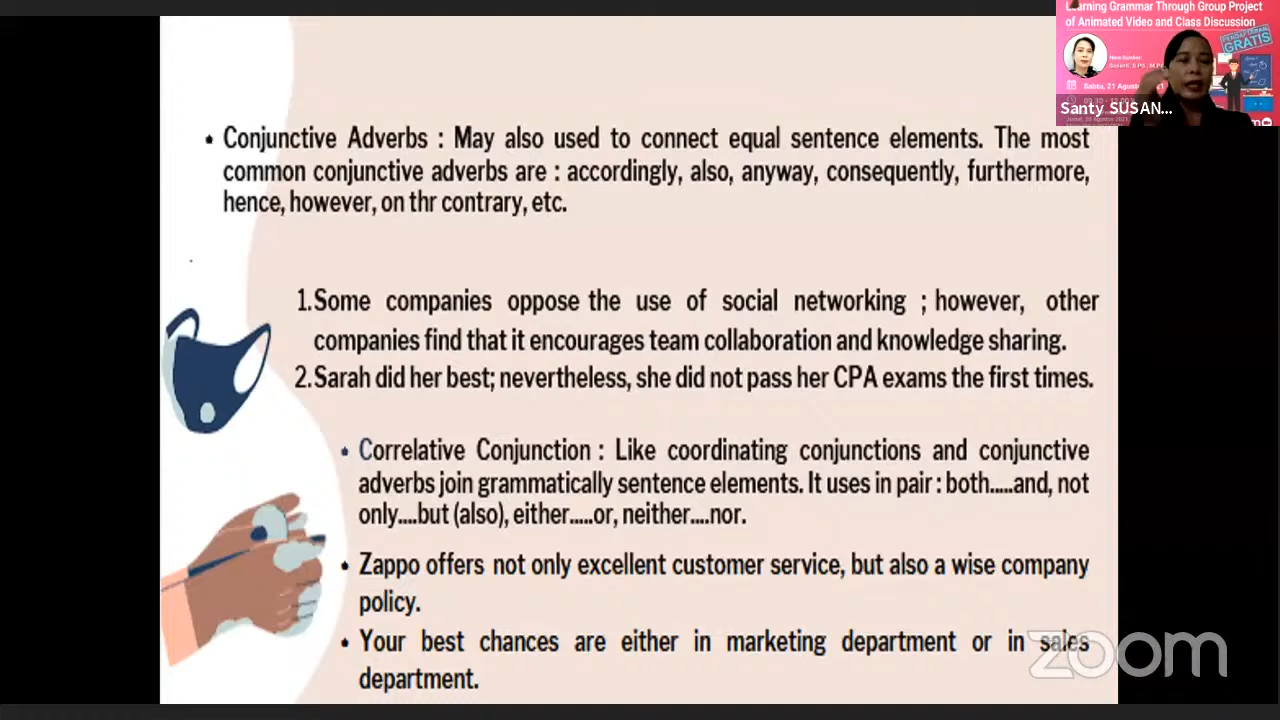 Learning Grammar Through Group Project
of Animated Video and Class Discussion
PENDAFTARAN
GRATIS
Sabtu, 21 Agustus 2021
Santy SUSAN...
• Conjunctive Adverbs : May also used to connect equal sentence elements. The most
common conjunctive adverbs are : accordingly, also, anyway, consequently, furthermore,
hence, however, on thr contrary, etc.
1. Some companies oppose the use of social networking ; however, other
companies find that it encourages team collaboration and knowledge sharing.
2. Sarah did her best; nevertheless, she did not pass her CPA exams the first times.
• Correlative Conjunction : Like coordinating conjunctions and conjunctive
adverbs join grammatically sentence elements. It uses in pair : both.....and, not
only....but (also), either.....or, neither....nor.
• Zappo offers not only excellent customer service, but also a wise company
policy.
• Your best chances are either in marketing department or in sales
department.
zoom